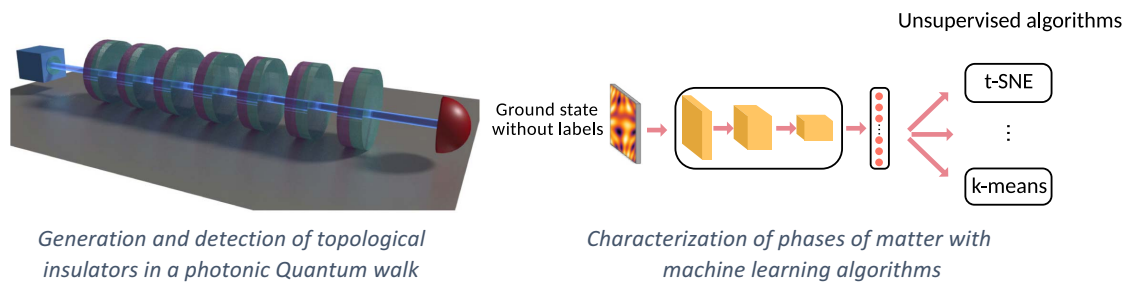 Unsupervised algorithms
Ground state
without labels
t-SNE
k-means
Generation and detection of topological
insulators in a photonic Quantum walk
Characterization of phases of matter with
machine learning algorithms